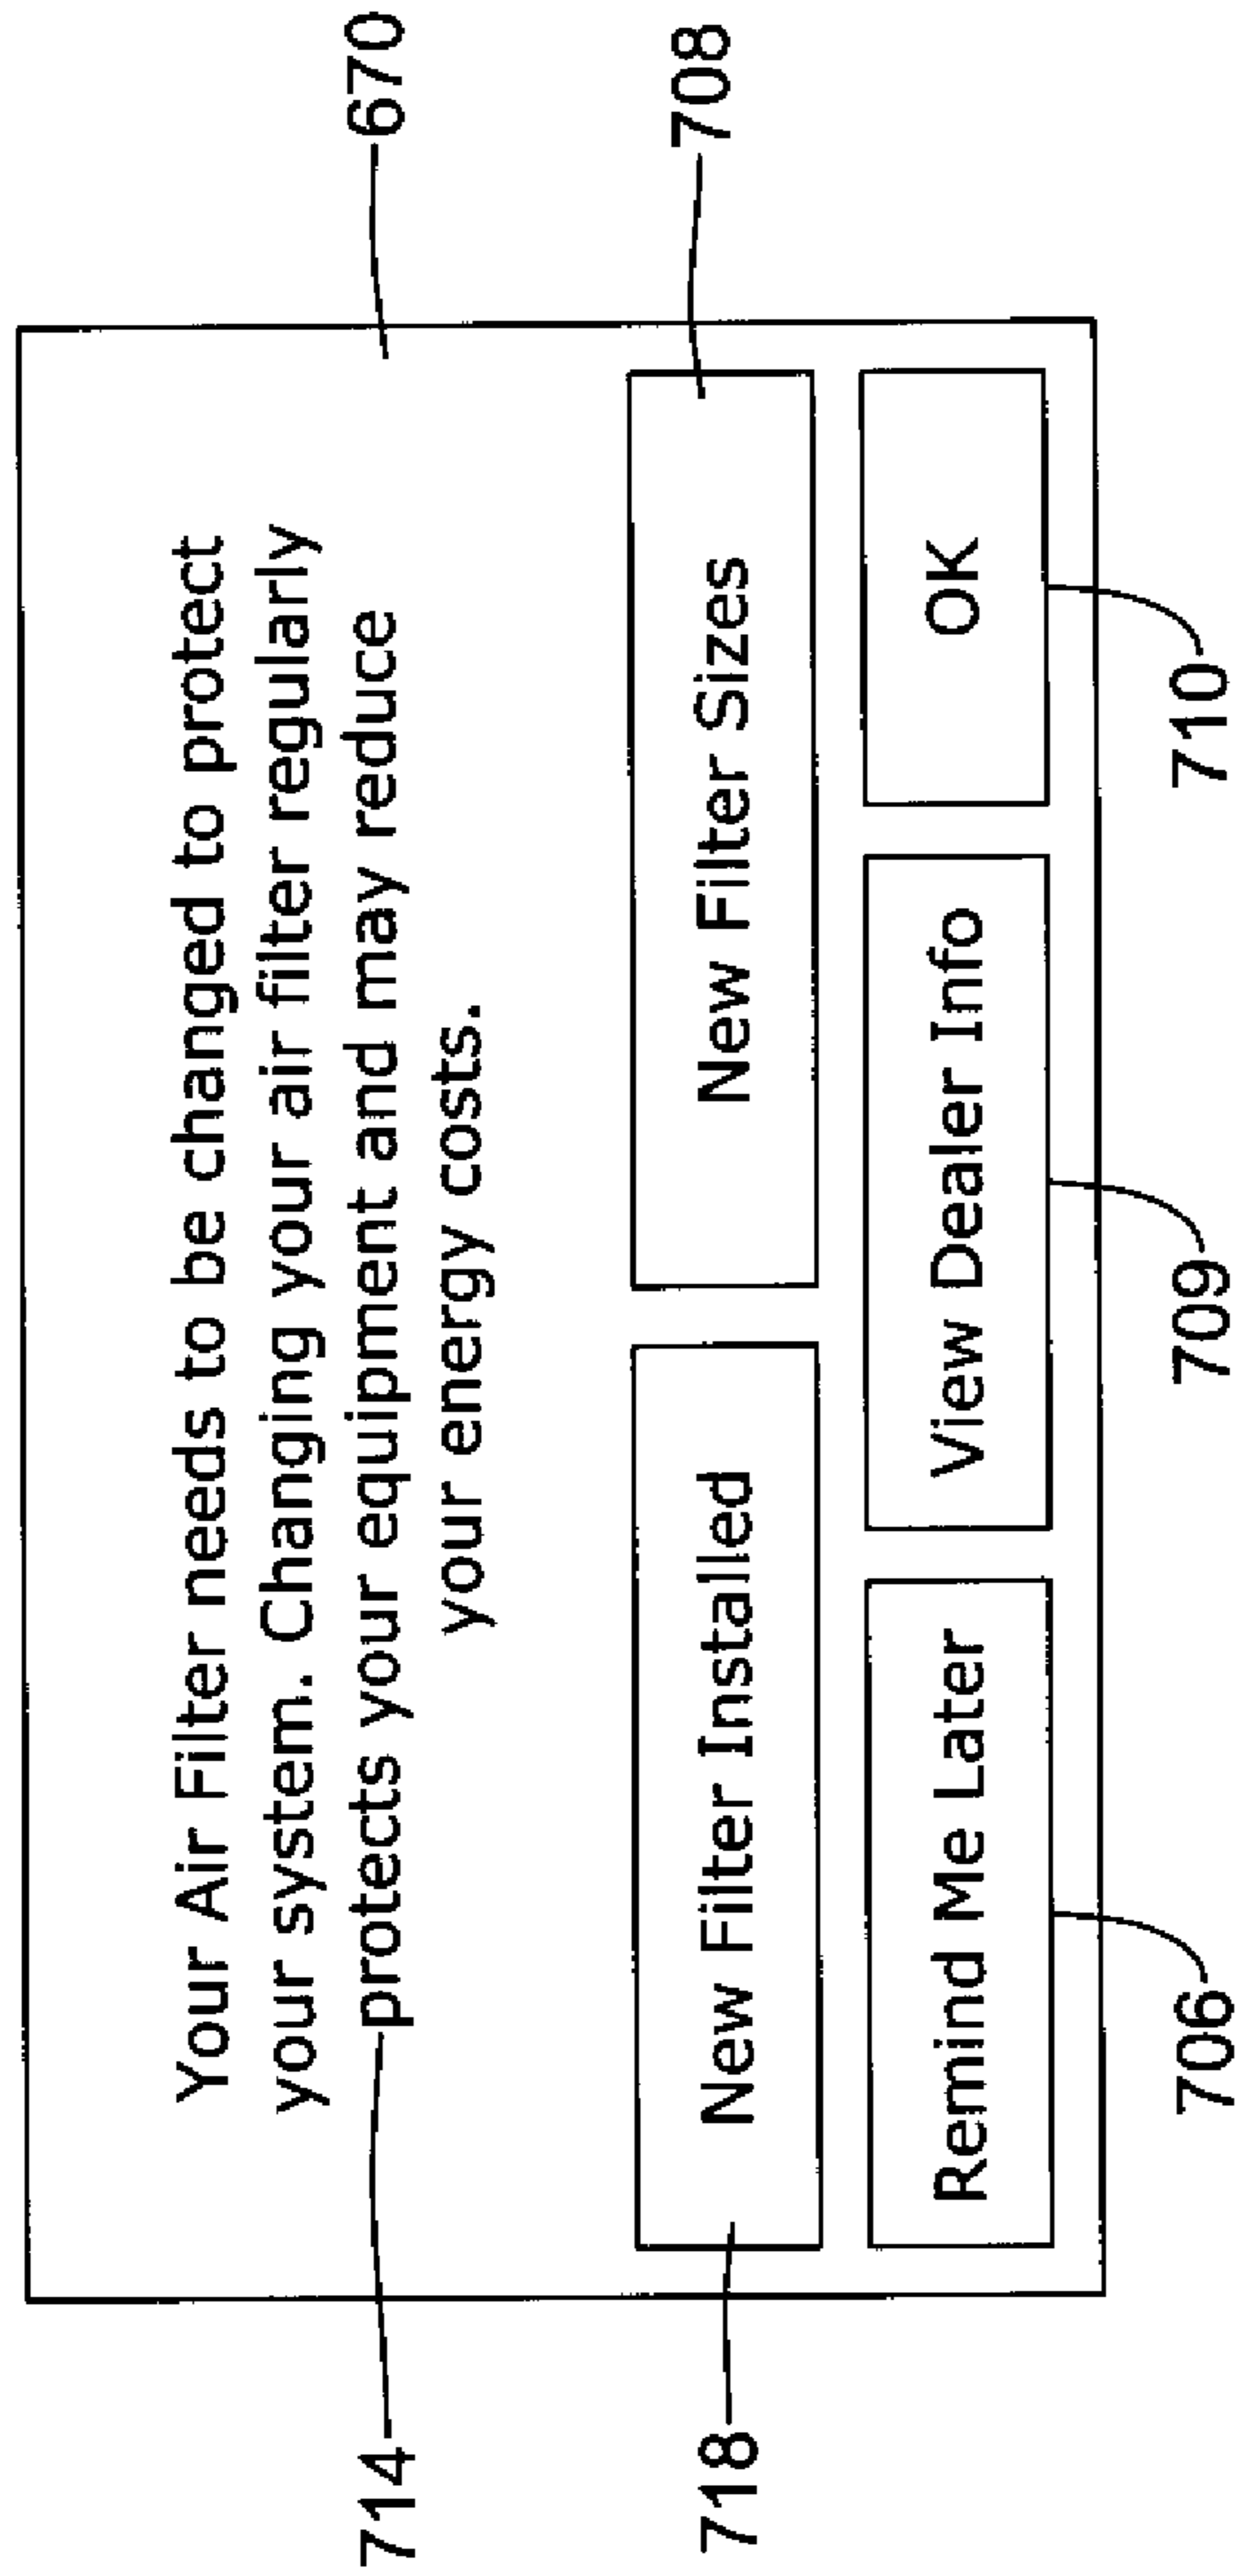 Your Air Filter needs to be changed to protect
your system. Changing your air filter regularly
protects your equipment and may reduce
your energy costs.
714
670
New Filter Installed
New Filter Sizes
718
708
Remind Me Later
View Dealer Info
OK
706
709
710